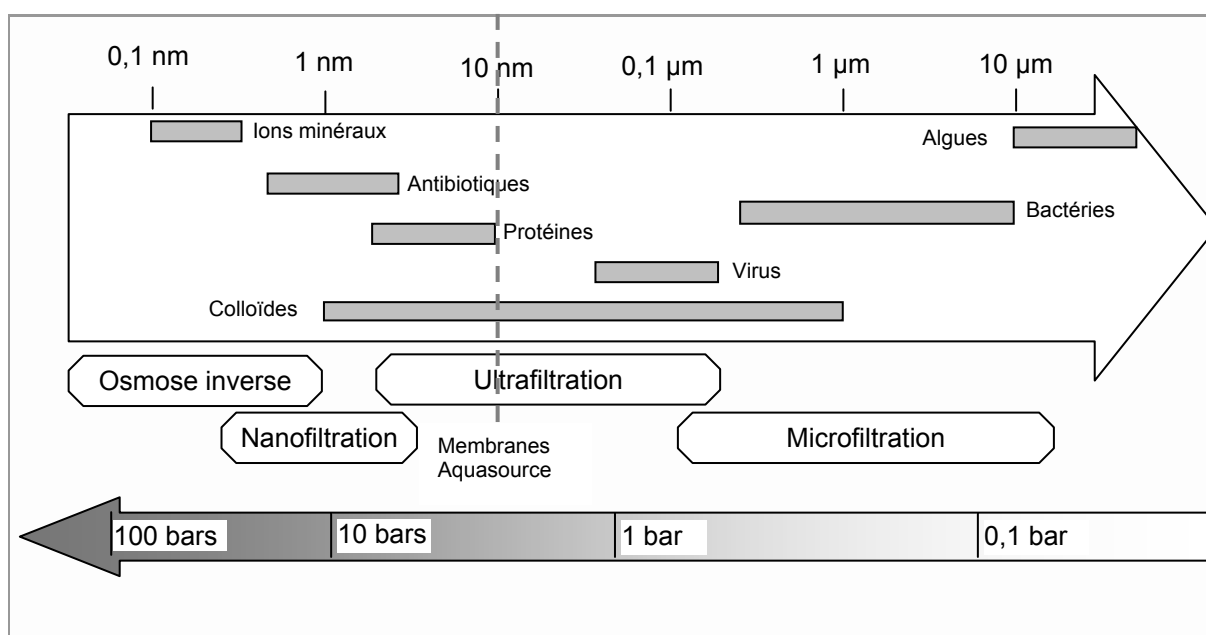 0,1 nm
1 nm
10 nm
0,1 µm
1 µm
10 µm
Ions minéraux
Algues
Antibiotiques
Bactéries
Protéines
Virus
Colloïdes
Osmose inverse
Ultrafiltration
Nanofiltration
Microfiltration
Membranes
Aquasource
100 bars
10 bars
1 bar
0,1 bar